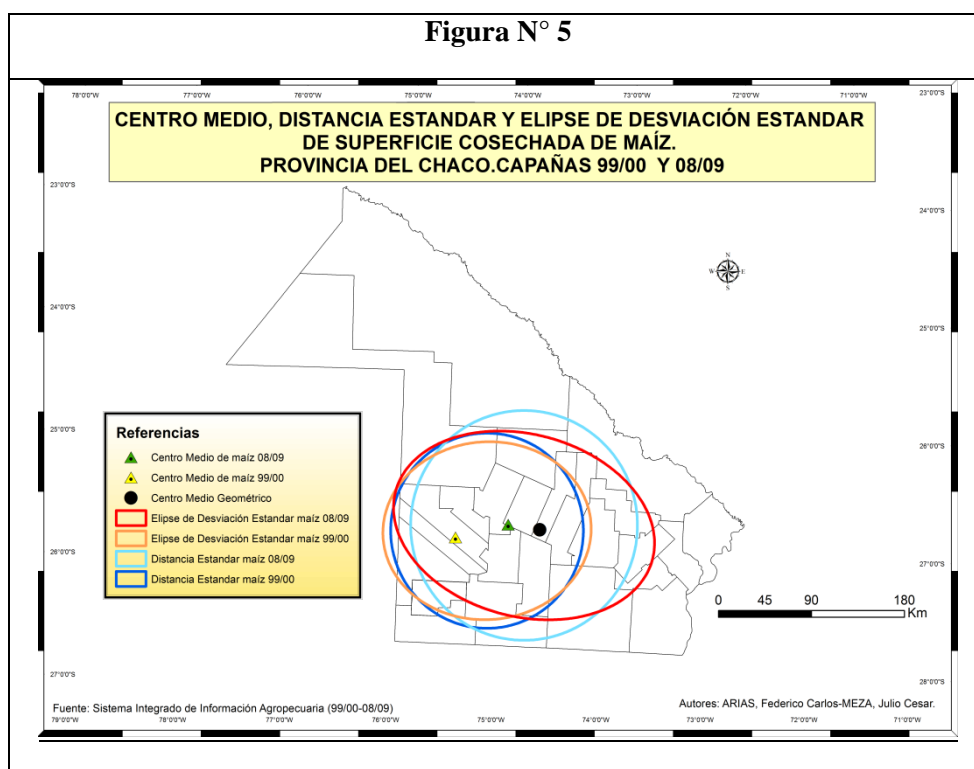 Figura N° 5
78°0'0"W 77°0'0"W 76°0'0"W 75°0'0"W 74°0'0"W 73°0'0"W 72°0'0"W 71°0'0"W
23°0'0"S
CENTRO MEDIO, DISTANCIA ESTANDAR Y ELIPSE DE DESVIACIÓN ESTANDAR
DE SUPERFICIE COSECHADA DE MAÍZ.
PROVINCIA DEL CHACO.CAPAÑAS 99/00 Y 08/09
23°0'0"S
24°0'0"S
N
W E
S
24°0'0"S
25°0'0"S
25°0'0"S
26°0'0"S
Referencias
Centro Medio de maíz 08/09
Centro Medio de maíz 99/00
Centro Medio Geométrico
Elipse de Desviación Estandar maíz 08/09
Elipse de Desviación Estandar maíz 99/00
Distancia Estandar maíz 08/09
Distancia Estandar maíz 99/00
26°0'0"S
27°0'0"S
0 45 90 180
Km
27°0'0"S
28°0'0"S
Fuente: Sistema Integrado de Información Agropecuaria (99/00-08/09)
Autores: ARIAS, Federico Carlos-MEZA, Julio Cesar.
79°0'0"W 78°0'0"W 77°0'0"W 76°0'0"W 75°0'0"W 74°0'0"W 73°0'0"W 72°0'0"W 71°0'0"W